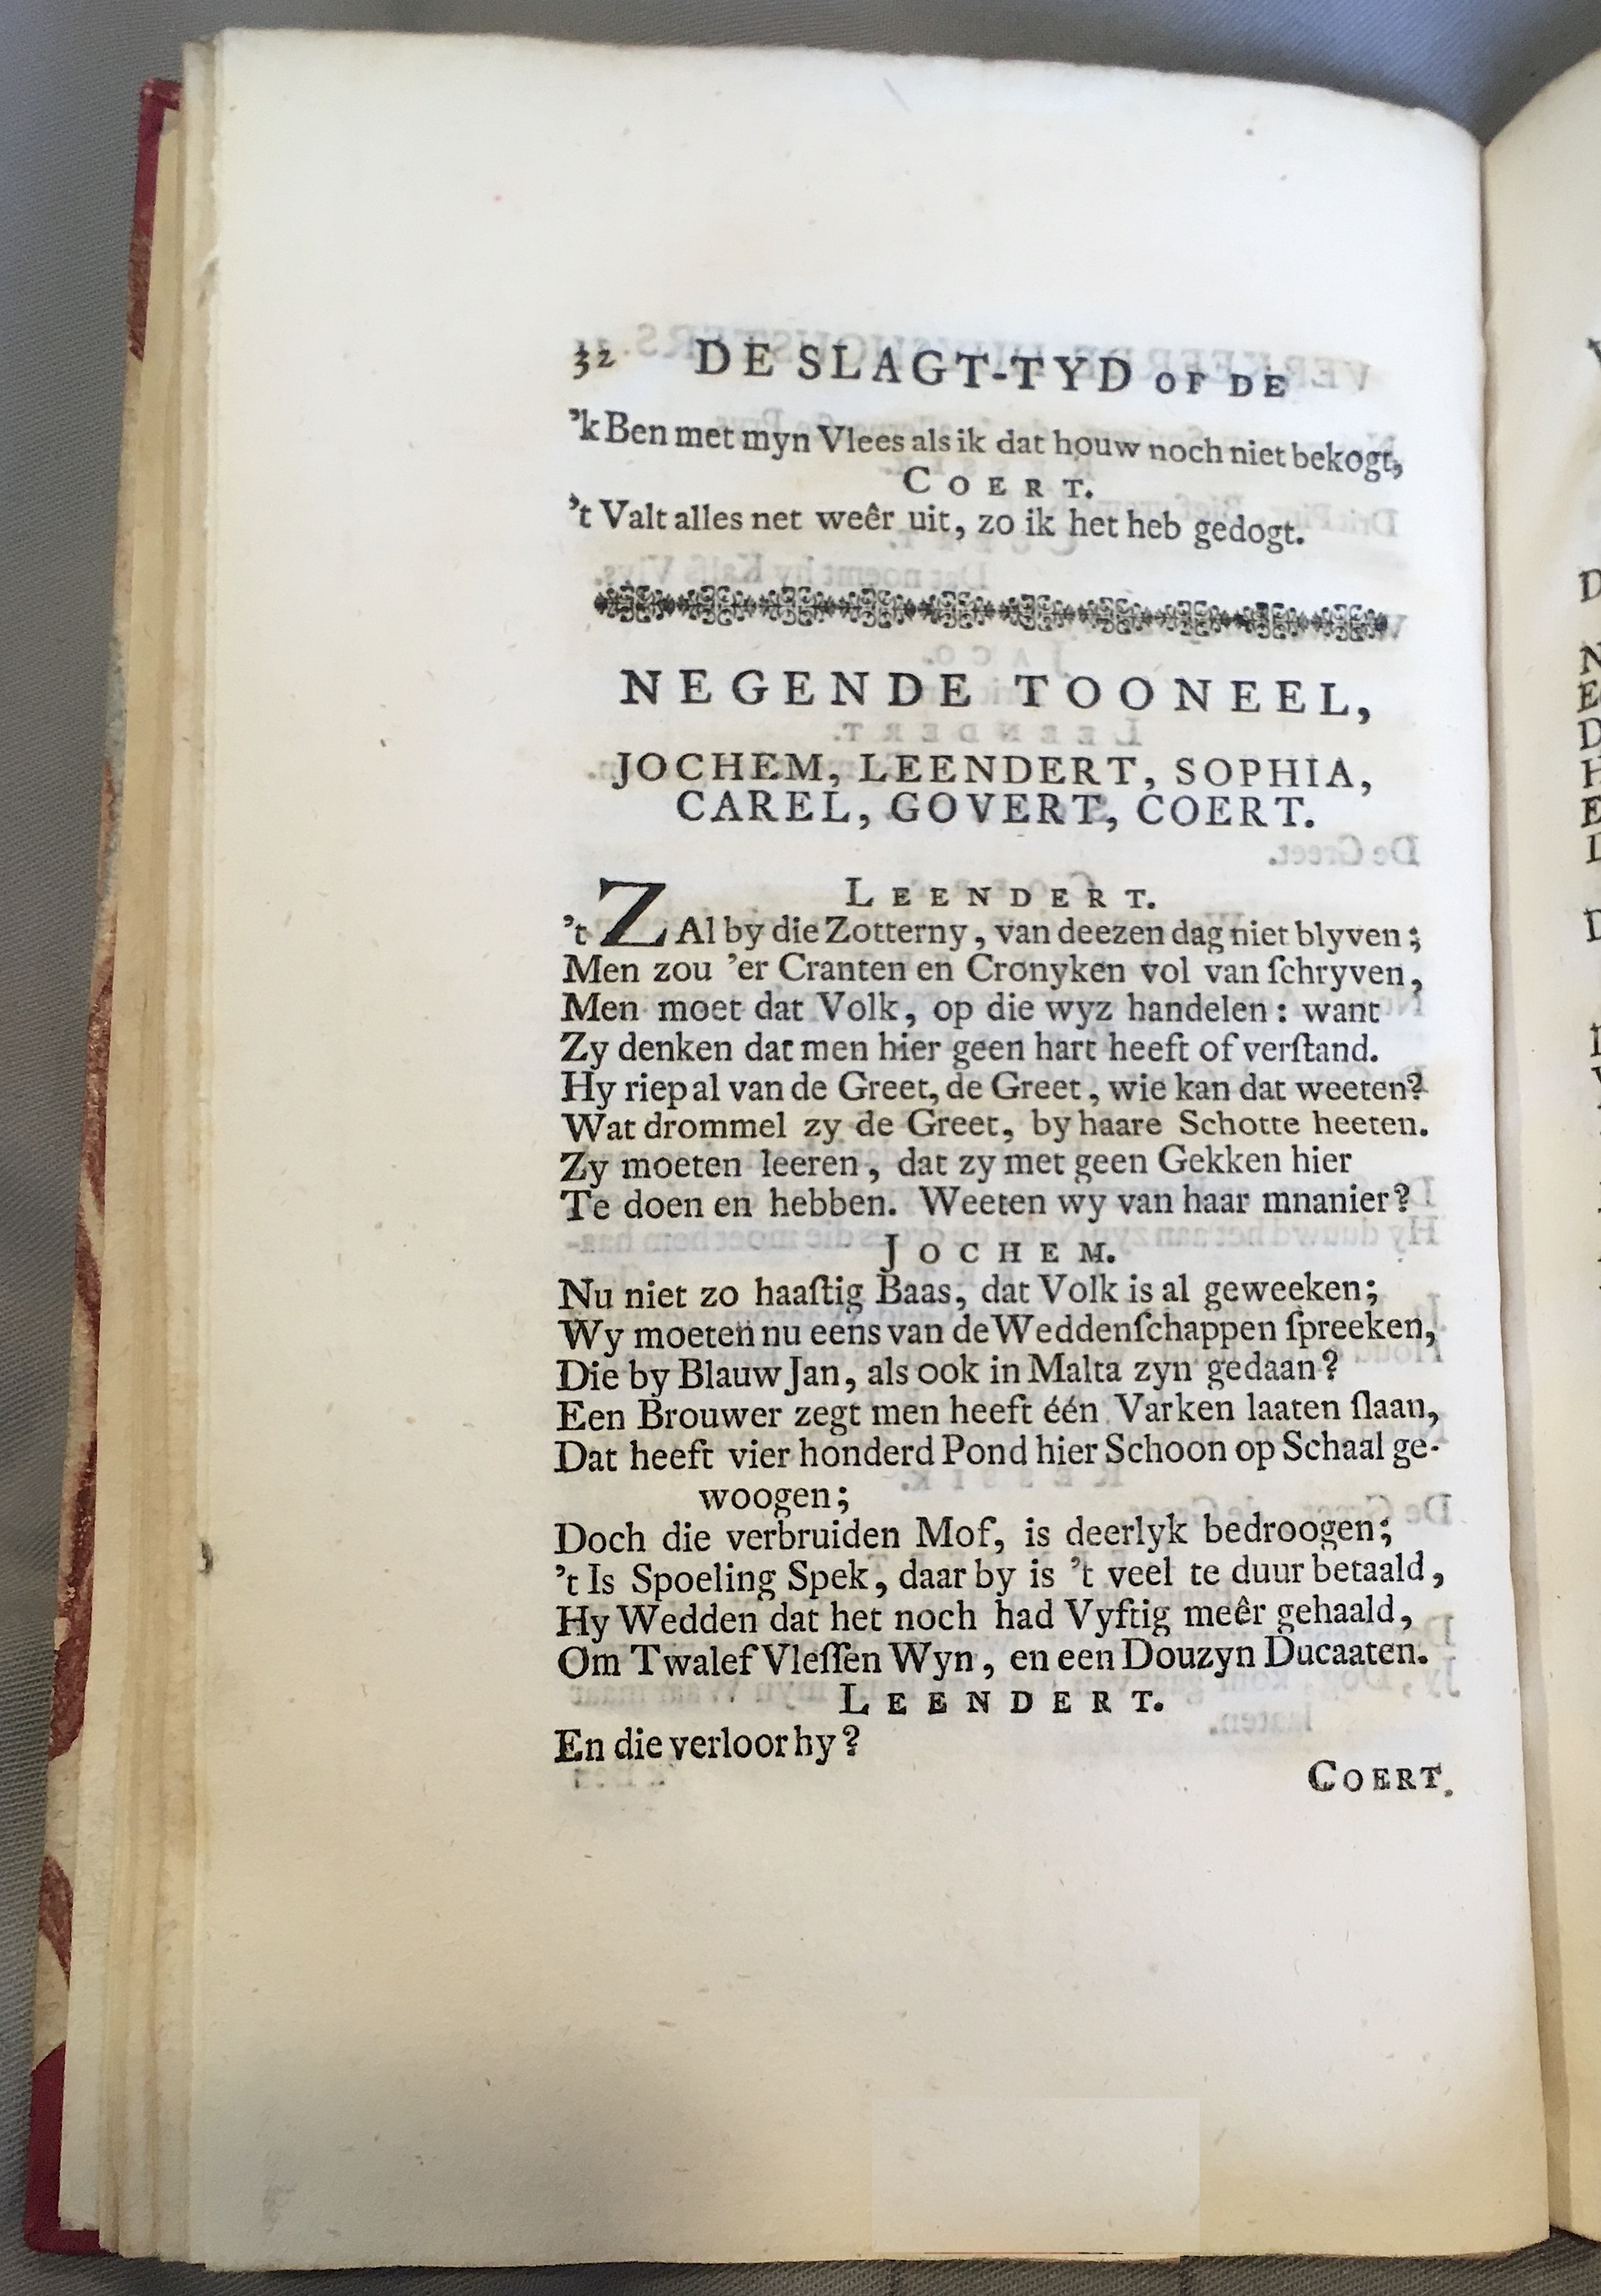 32 DE SLAGT-TYD OF DE
'k Ben met myn Vlees als ik dat houw noch niet bekogt,
COERT.
't Valt alles net weêr uit, zo ik het heb gedogt.
NEGENDE TOONEEL,
JOCHEM, LEENDERT, SOPHIA,
CAREL, GOVERT, COERT.
LEENDERT.
't ZAl by die Zotterny, van deezen dag niet blyven;
Men zou 'er Cranten en Cronyken vol van ſchryven,
Men moet dat Volk, op die wyz handelen: want
Zy denken dat men hier geen hart heeft of verſtand.
Hy riep al van de Greet, de Greet, wie kan dat weeten?
Wat drommel zy de Greet, by haare Schotte heeten.
Zy moeten leeren, dat zy met geen Gekken hier
Te doen en hebben. Weeten wy van haar mnanier?
JOCHEM.
Nu niet zo haaſtig Baas, dat Volk is al geweeken;
Wy moeten nu eens van de Weddenſchappen ſpreeken,
Die by Blauw Jan, als ook in Malta zyn gedaan?
Een Brouwer zegt men heeft één Varken laaten ſlaan,
Dat heeft vier honderd Pond hier Schoon op Schaal ge-
woogen;
Doch die verbruiden Mof, is deerlyk bedroogen;
't Is Spoeling Spek, daar by is 't veel te duur betaald,
Hy Wedden dat het noch had Vyftig meêr gehaald,
Om Twalef Vleſſen Wyn, en een Douzyn Ducaaten.
LEENDERT.
En die verloor hy?
COERT.